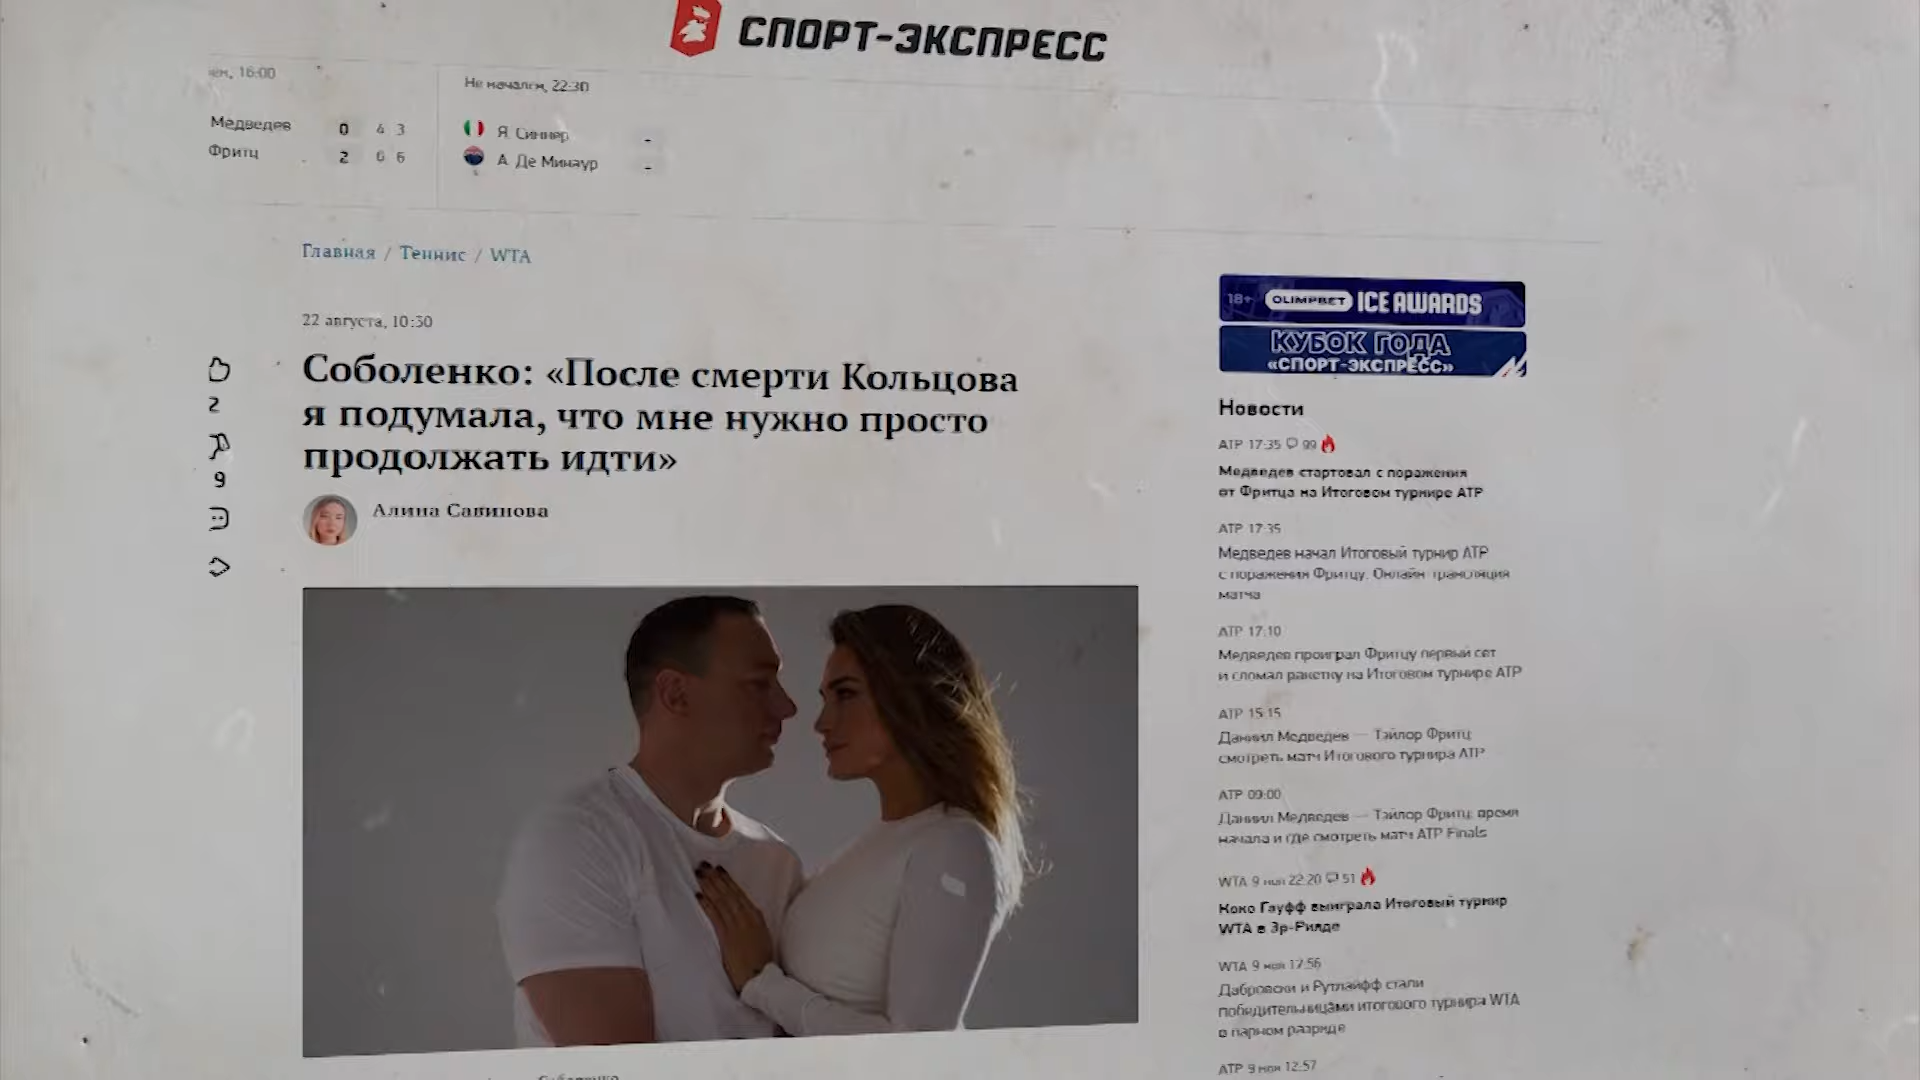 СПОРТ-ЭКСПРЕСС
16:00
Медведев 0 4 3
Фритц 2 6 6
Не начался, 22:30
Я. Синнер -
А. Де Минаур -
Главная / Теннис / WTA
22 августа, 10:30
Соболенко: «После смерти Кольцова
я подумала, что мне нужно просто
продолжать идти»
Алина Савинова
2
9
18+ OLIMPBET ICE AWARDS
КУБОК ГОДА
«СПОРТ-ЭКСПРЕСС»
Новости
ATP 17:35 99
Медведев стартовал с поражения
от Фритца на Итоговом турнире ATP
ATP 17:35
Медведев начал Итоговый турнир ATP
с поражения Фритцу. Онлайн-трансляция
матча
ATP 17:10
Медведев проиграл Фритцу первый сет
и сломал ракетку на Итоговом турнире ATP
ATP 15:15
Даниил Медведев — Тэйлор Фритц:
смотреть матч Итогового турнира ATP
ATP 09:00
Даниил Медведев — Тэйлор Фритц: время
начала и где смотреть матч ATP Finals
WTA 9 ноя 22:20 51
Коко Гауфф выиграла Итоговый турнир
WTA в Эр-Рияде
WTA 9 ноя 17:56
Дабровски и Рутлайфф стали
победительницами итогового турнира WTA
в парном разряде
ATP 9 ноя 12:57